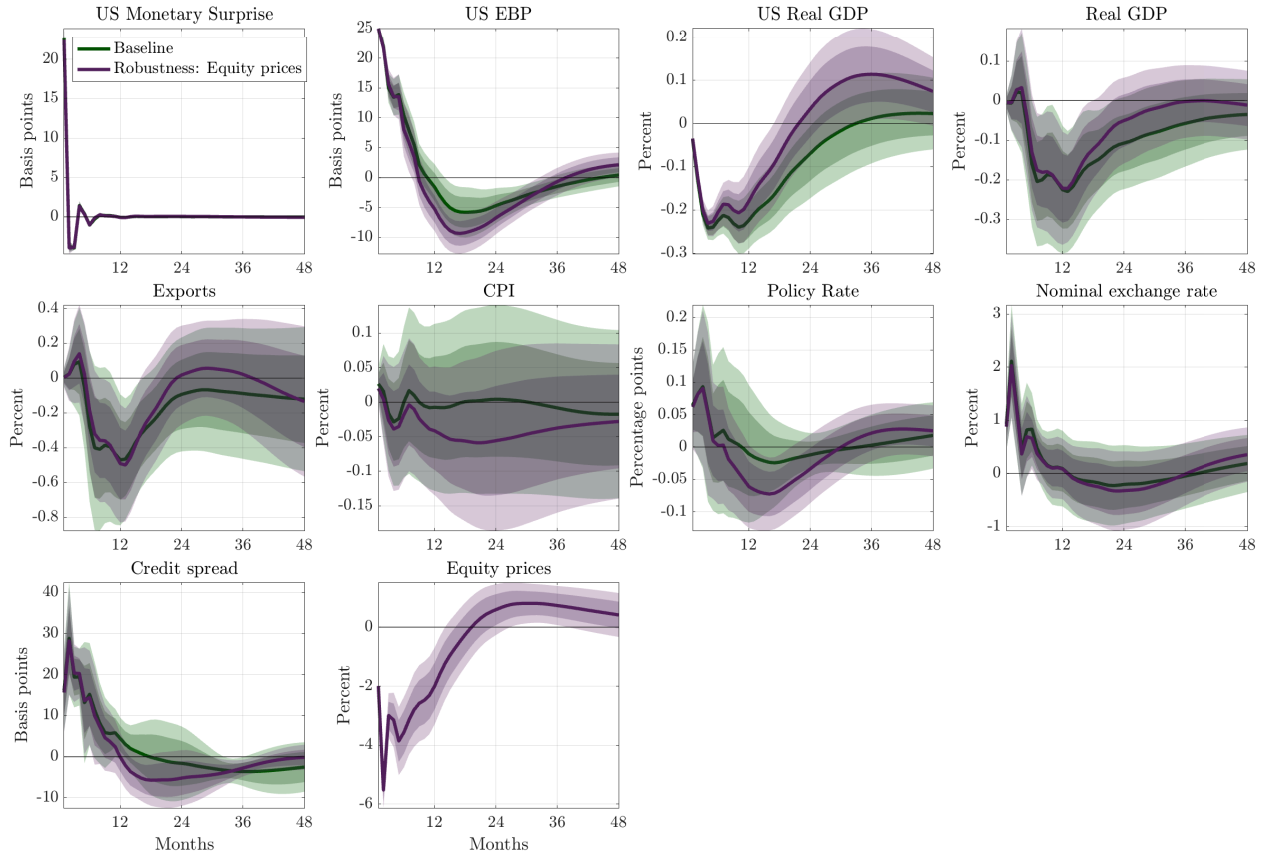 US Monetary Surprise
Basis points
20
15
10
5
0
12 24 36 48
Baseline
Robustness: Equity prices
US EBP
Basis points
25
20
15
10
5
0
-5
-10
12 24 36 48
US Real GDP
Percent
0.2
0.1
0
-0.1
-0.2
-0.3
12 24 36 48
Real GDP
Percent
0.1
0
-0.1
-0.2
-0.3
12 24 36 48
Exports
Percent
0.4
0.2
0
-0.2
-0.4
-0.6
-0.8
12 24 36 48
CPI
Percent
0.1
0.05
0
-0.05
-0.1
-0.15
12 24 36 48
Policy Rate
Percentage points
0.2
0.15
0.1
0.05
0
-0.05
-0.1
12 24 36 48
Nominal exchange rate
Percent
3
2
1
0
-1
12 24 36 48
Credit spread
Basis points
40
30
20
10
0
-10
12 24 36 48
Months
Equity prices
Percent
0
-2
-4
-6
12 24 36 48
Months